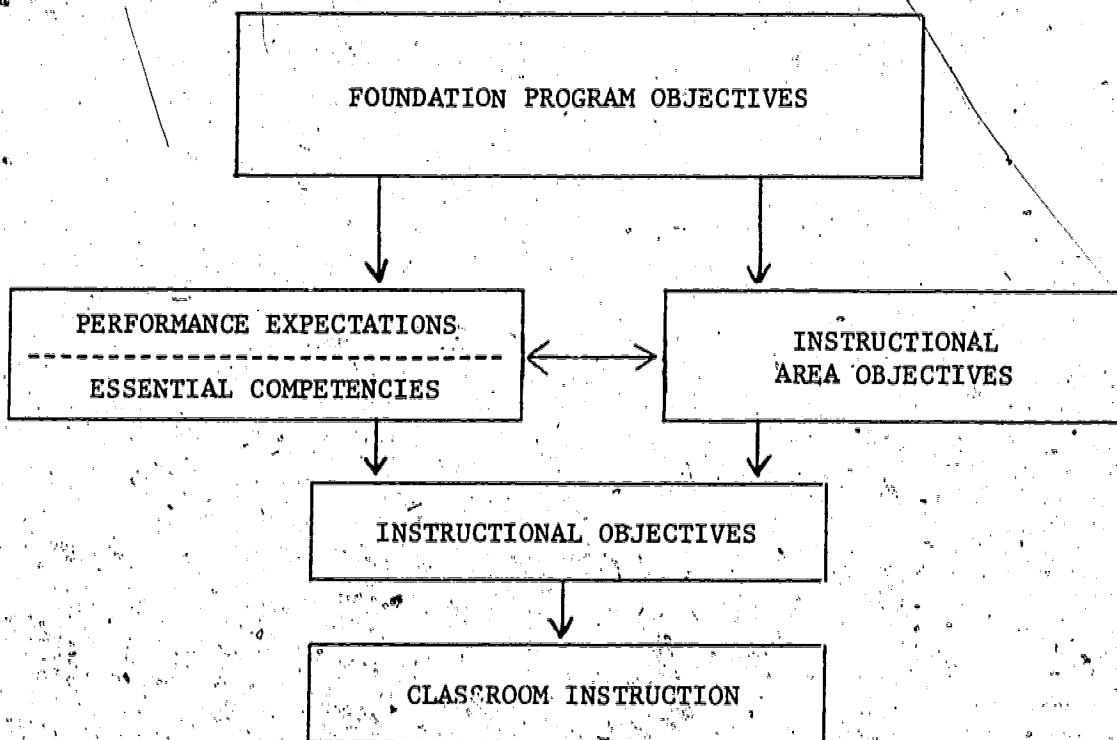 FOUNDATION PROGRAM OBJECTIVES
PERFORMANCE EXPECTATIONS
ESSENTIAL COMPETENCIES
INSTRUCTIONAL
AREA OBJECTIVES
INSTRUCTIONAL OBJECTIVES
CLASSROOM INSTRUCTION